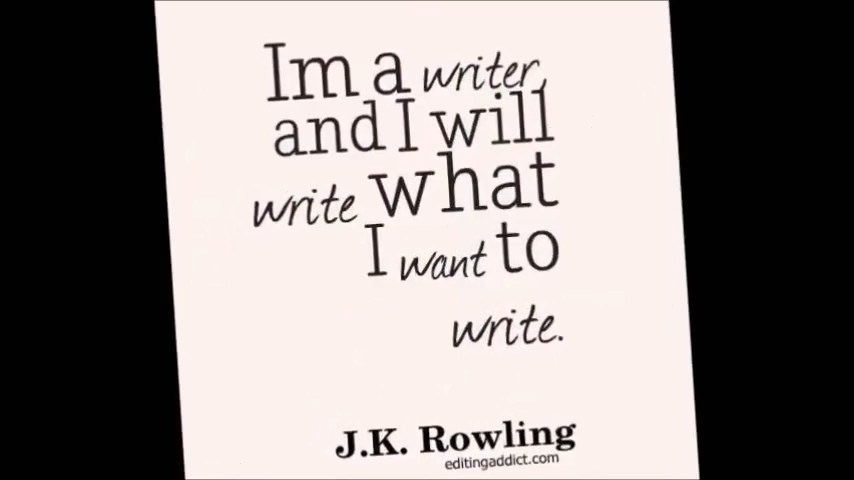 Im a writer,
and I will
write what
I want to
write.
J.K. Rowling
editingaddict.com